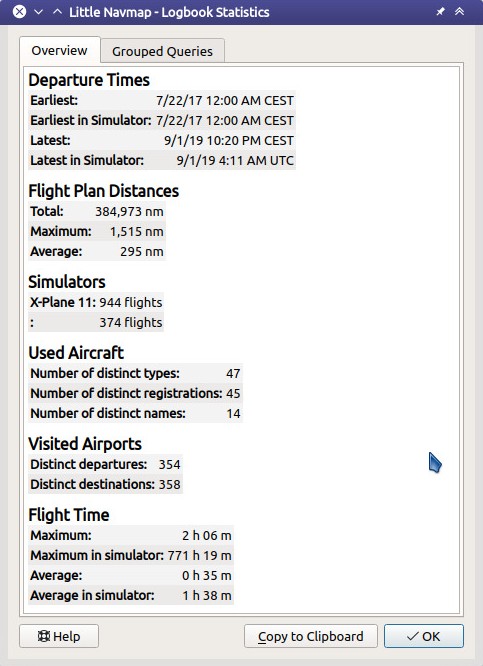 Little Navmap - Logbook Statistics
Overview Grouped Queries
Departure Times
Earliest: 7/22/17 12:00 AM CEST
Earliest in Simulator: 7/22/17 12:00 AM CEST
Latest: 9/1/19 10:20 PM CEST
Latest in Simulator: 9/1/19 4:11 AM UTC
Flight Plan Distances
Total: 384,973 nm
Maximum: 1,515 nm
Average: 295 nm
Simulators
X-Plane 11: 944 flights
: 374 flights
Used Aircraft
Number of distinct types: 47
Number of distinct registrations: 45
Number of distinct names: 14
Visited Airports
Distinct departures: 354
Distinct destinations: 358
Flight Time
Maximum: 2 h 06 m
Maximum in simulator: 771 h 19 m
Average: 0 h 35 m
Average in simulator: 1 h 38 m
Help Copy to Clipboard OK